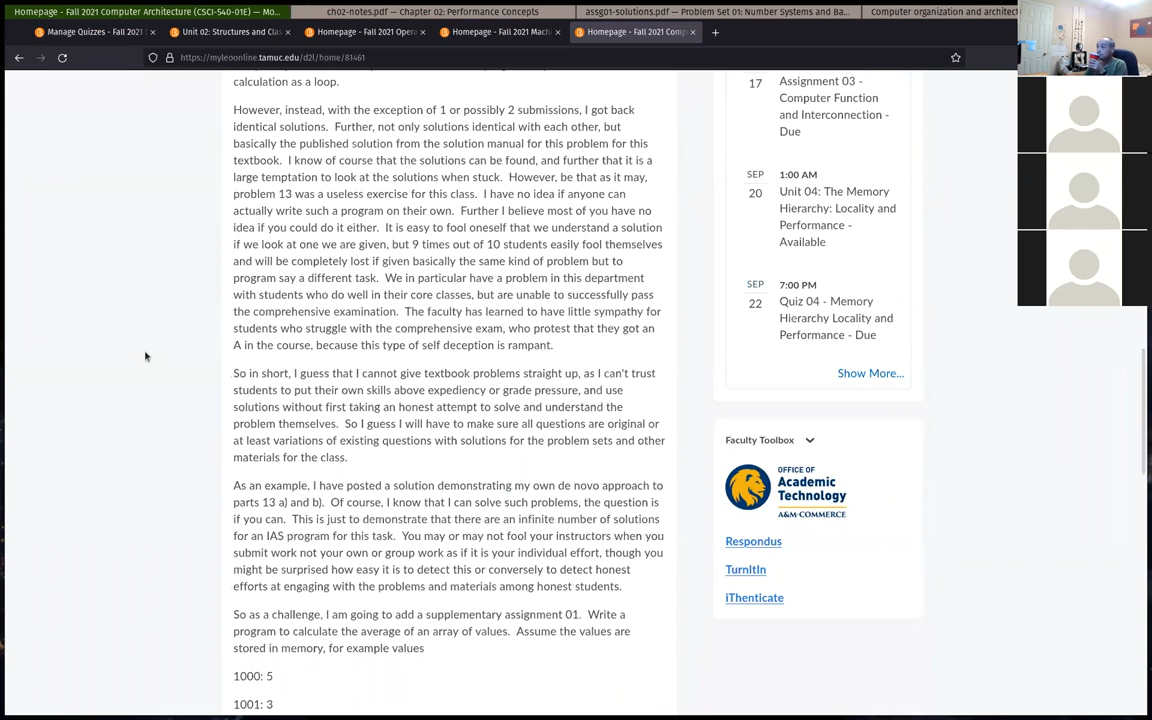 Homepage - Fall 2021 Computer Architecture (CSCI-540-01E) — Mo...
ch02-notes.pdf — Chapter 02: Performance Concepts
assg01-solutions.pdf — Problem Set 01: Number Systems and Ba...
computer organization and architect
Manage Quizzes - Fall 2021
Unit 02: Structures and Clas
Homepage - Fall 2021 Opera
Homepage - Fall 2021 Mach
Homepage - Fall 2021 Comp
https://myleoonline.tamuc.edu/d2l/home/81461
calculation as a loop.
However, instead, with the exception of 1 or possibly 2 submissions, I got back
identical solutions. Further, not only solutions identical with each other, but
basically the published solution from the solution manual for this problem for this
textbook. I know of course that the solutions can be found, and further that it is a
large temptation to look at the solutions when stuck. However, be that as it may,
problem 13 was a useless exercise for this class. I have no idea if anyone can
actually write such a program on their own. Further I believe most of you have no
idea if you could do it either. It is easy to fool oneself that we understand a solution
if we look at one we are given, but 9 times out of 10 students easily fool themselves
and will be completely lost if given basically the same kind of problem but to
program say a different task. We in particular have a problem in this department
with students who do well in their core classes, but are unable to successfully pass
the comprehensive examination. The faculty has learned to have little sympathy for
students who struggle with the comprehensive exam, who protest that they got an
A in the course, because this type of self deception is rampant.
So in short, I guess that I cannot give textbook problems straight up, as I can't trust
students to put their own skills above expediency or grade pressure, and use
solutions without first taking an honest attempt to solve and understand the
problem themselves. So I guess I will have to make sure all questions are original or
at least variations of existing questions with solutions for the problem sets and other
materials for the class.
As an example, I have posted a solution demonstrating my own de novo approach to
parts 13 a) and b). Of course, I know that I can solve such problems, the question is
if you can. This is just to demonstrate that there are an infinite number of solutions
for an IAS program for this task. You may or may not fool your instructors when you
submit work not your own or group work as if it is your individual effort, though you
might be surprised how easy it is to detect this or conversely to detect honest
efforts at engaging with the problems and materials among honest students.
So as a challenge, I am going to add a supplementary assignment 01. Write a
program to calculate the average of an array of values. Assume the values are
stored in memory, for example values
1000: 5
1001: 3
17
Assignment 03 -
Computer Function
and Interconnection -
Due
SEP
20
1:00 AM
Unit 04: The Memory
Hierarchy: Locality and
Performance -
Available
SEP
22
7:00 PM
Quiz 04 - Memory
Hierarchy Locality and
Performance - Due
Show More...
Faculty Toolbox
OFFICE OF
Academic
Technology
A&M-COMMERCE
Respondus
TurnItIn
iThenticate